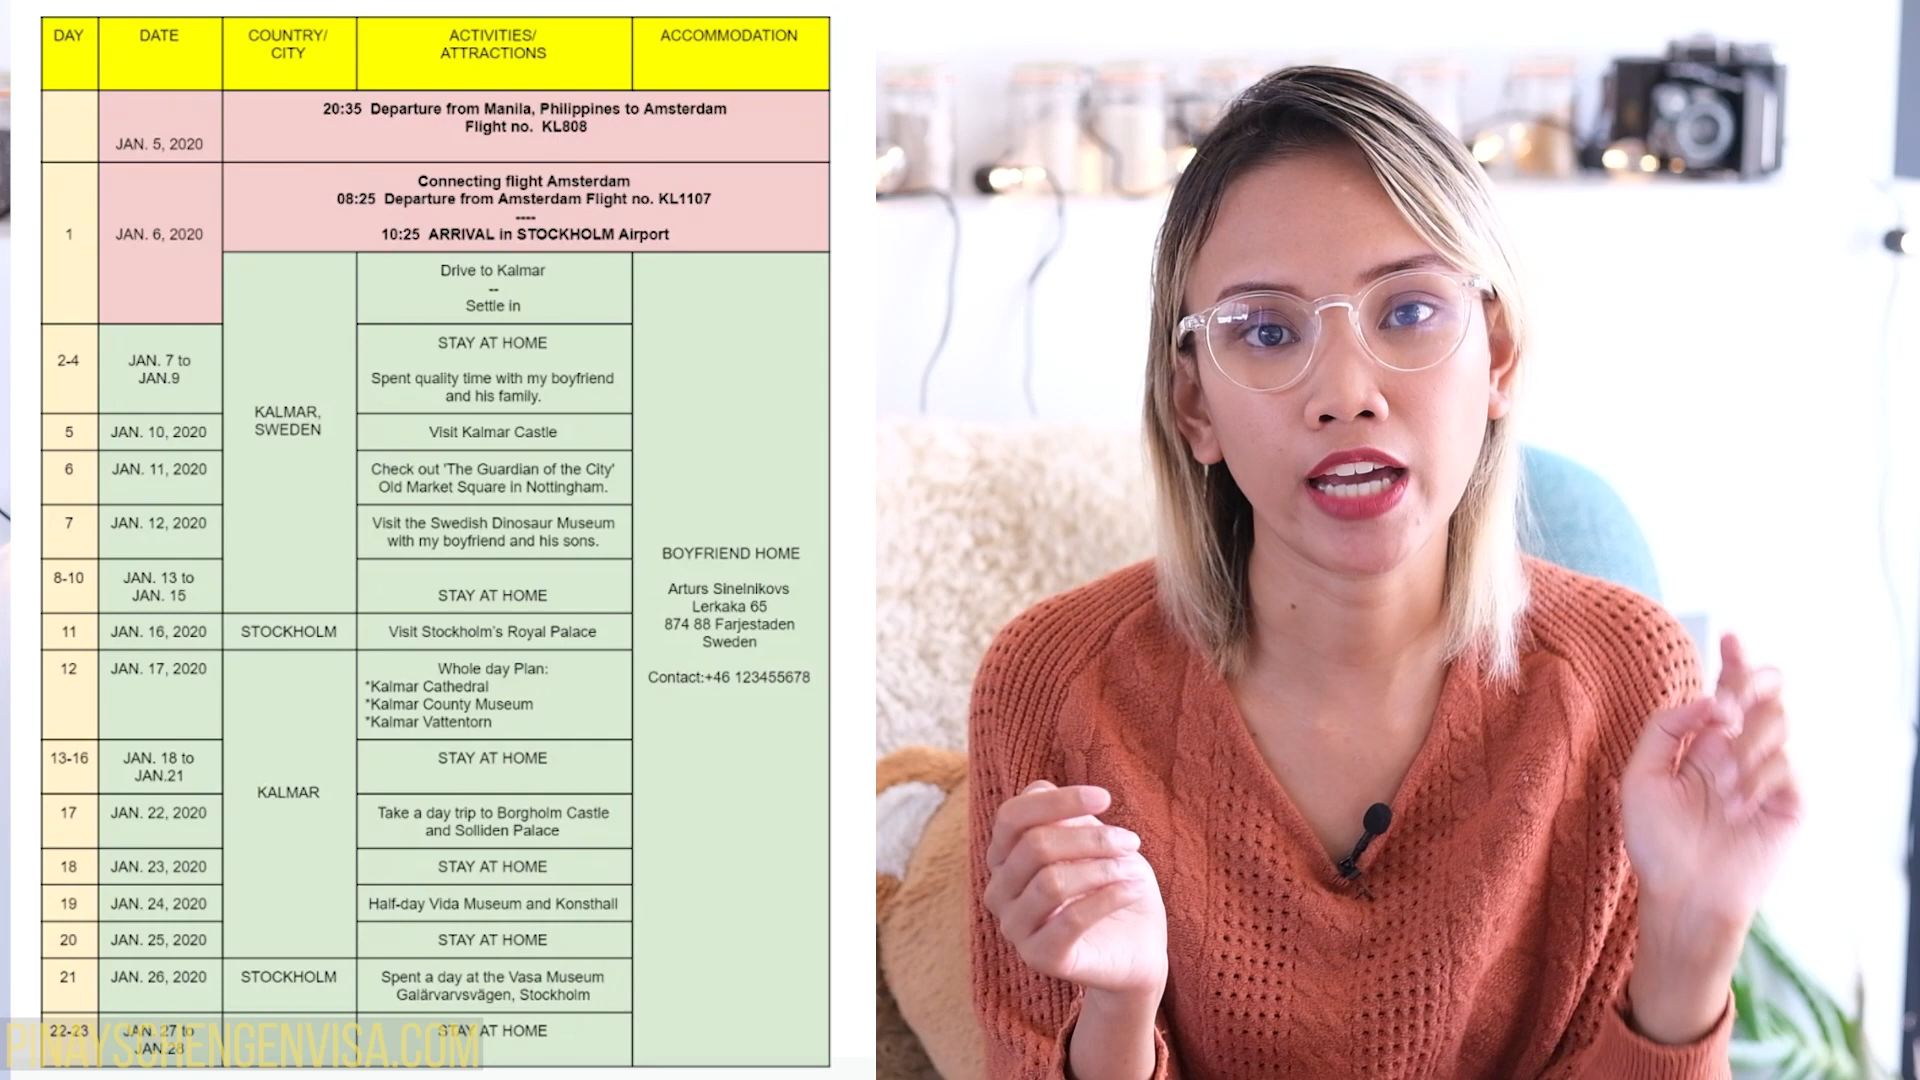 DAY DATE COUNTRY/ ACTIVITIES/ ACCOMMODATION
CITY ATTRACTIONS
20:35 Departure from Manila, Philippines to Amsterdam
Flight no. KL808
JAN. 5, 2020
Connecting flight Amsterdam
08:25 Departure from Amsterdam Flight no. KL1107
----
1 JAN. 6, 2020 10:25 ARRIVAL in STOCKHOLM Airport
Drive to Kalmar
--
Settle in
STAY AT HOME
2-4 JAN. 7 to
JAN.9
Spent quality time with my boyfriend
and his family.
KALMAR,
SWEDEN
5 JAN. 10, 2020 Visit Kalmar Castle
6 JAN. 11, 2020 Check out 'The Guardian of the City'
Old Market Square in Nottingham.
7 JAN. 12, 2020 Visit the Swedish Dinosaur Museum
with my boyfriend and his sons.
BOYFRIEND HOME
8-10 JAN. 13 to
JAN. 15 STAY AT HOME
Arturs Sinelnikovs
Lerkaka 65
874 88 Farjestaden
Sweden
11 JAN. 16, 2020 STOCKHOLM Visit Stockholm's Royal Palace
12 JAN. 17, 2020 Whole day Plan:
Contact:+46 123455678
*Kalmar Cathedral
*Kalmar County Museum
*Kalmar Vattentorn
13-16 JAN. 18 to STAY AT HOME
JAN.21
KALMAR
17 JAN. 22, 2020 Take a day trip to Borgholm Castle
and Solliden Palace
18 JAN. 23, 2020 STAY AT HOME
19 JAN. 24, 2020 Half-day Vida Museum and Konsthall
20 JAN. 25, 2020 STAY AT HOME
21 JAN. 26, 2020 STOCKHOLM Spent a day at the Vasa Museum
Galärvarvsvägen, Stockholm
22-23 JAN. 27 to STAY AT HOME
JAN.28
PINAYSCHENGENVISA.COM